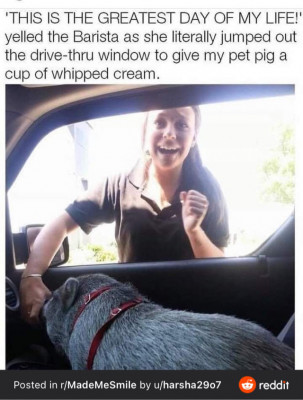 'THIS IS THE GREATEST DAY OF MY LIFE!'
yelled the Barista as she literally jumped out
the drive-thru window to give my pet pig a
cup of whipped cream.
Posted in r/MadeMeSmile by u/harsha29o7 reddit